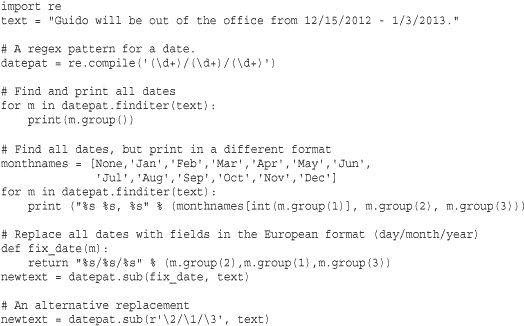 import re
text = "Guido will be out of the office from 12/15/2012 - 1/3/2013."
# A regex pattern for a date.
datepat = re.compile('(\d+)/(\d+)/(\d+)')
# Find and print all dates
for m in datepat.finditer(text):
    print(m.group())
# Find all dates, but print in a different format
monthnames = [None,'Jan','Feb','Mar','Apr','May','Jun',
              'Jul','Aug','Sep','Oct','Nov','Dec']
for m in datepat.finditer(text):
    print ("%s %s, %s" % (monthnames[int(m.group(1)], m.group(2), m.group(3)))
# Replace all dates with fields in the European format (day/month/year)
def fix_date(m):
    return "%s/%s/%s" % (m.group(2),m.group(1),m.group(3))
newtext = datepat.sub(fix_date, text)
# An alternative replacement
newtext = datepat.sub(r'\2/\1/\3', text)